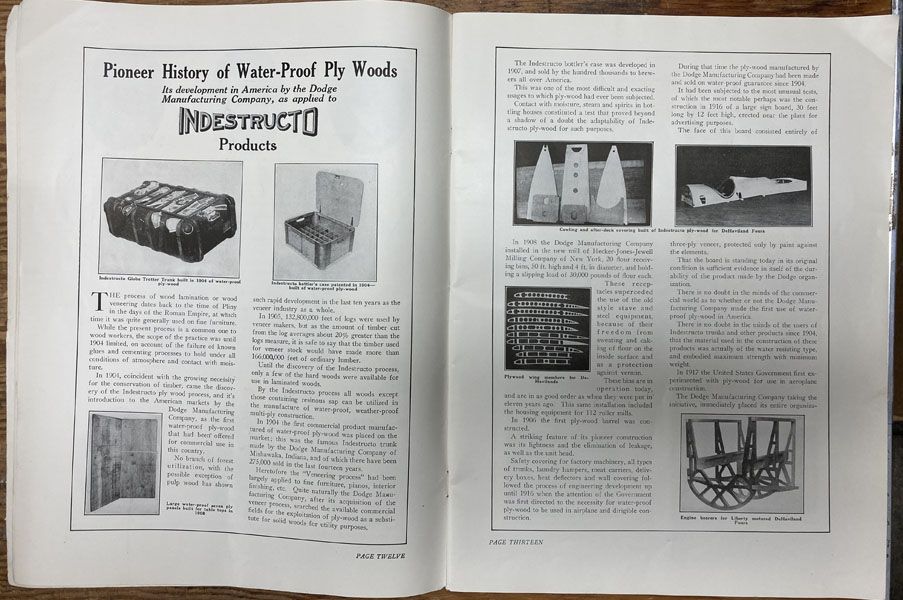 Pioneer History of Water-Proof Ply Woods
Its development in America by the Dodge
Manufacturing Company, as applied to
INDESTRUCTO
Products
Indestructo Globe Trotter Trunk built in 1904 of water-proof
ply-wood
Indestructo bottler's case patented in 1904—
built of water-proof ply-wood
THE process of wood lamination or wood
veneering dates back to the time of Pliny
in the days of the Roman Empire, at which
time it was quite generally used on fine furniture.
While the present process is a common one to
wood workers, the scope of the practice was until
1904 limited, on account of the failure of known
glues and cementing processes to hold under all
conditions of atmosphere and contact with mois-
ture.
In 1904, coincident with the growing necessity
for the conservation of timber, came the discov-
ery of the Indestructo ply wood process, and it's
introduction to the American markets by the
Dodge Manufacturing
Company, as the first
water-proof ply-wood
that had been offered
for commercial use in
this country.
No branch of forest
utilization, with the
possible exception of
pulp wood has shown
Large water-proof seven ply
panels built for table tops in
1908
such rapid development in the last ten years as the
veneer industry as a whole.
In 1905, 132,800,000 feet of logs were used by
veneer makers, but as the amount of timber cut
from the log averages about 20% greater than the
logs measure, it is safe to say that the timber used
for veneer stock would have made more than
166,000,000 feet of ordinary lumber.
Until the discovery of the Indestructo process,
only a few of the hard woods were available for
use in laminated woods.
By the Indestructo process all woods except
those containing resinous sap can be utilized in
the manufacture of water-proof, weather-proof
multi-ply construction.
In 1904 the first commercial product manufac-
tured of water-proof ply-wood was placed on the
market; this was the famous Indestructo trunk
made by the Dodge Manufacturing Company of
Mishawaka, Indiana, and of which there have been
275,000 sold in the last fourteen years.
Heretofore the "Veneering process" had been
largely applied to fine furniture, pianos, interior
finishing, etc. Quite naturally the Dodge Manu-
facturing Company, after its acquisition of the
veneer process, searched the available commercial
fields for the exploitation of ply-wood as a substi-
tute for solid woods for utility purposes.
PAGE TWELVE
The Indestructo bottler's case was developed in
1907, and sold by the hundred thousands to brew-
ers all over America.
This was one of the most difficult and exacting
usages to which ply-wood had ever been subjected.
Contact with moisture, steam and spirits in bot-
tling houses constituted a test that proved beyond
a shadow of a doubt the adaptability of Inde-
structo ply-wood for such purposes.
During that time the ply-wood manufactured by
the Dodge Manufacturing Company had been made
and sold on water-proof guarantee since 1904.
It had been subjected to the most unusual tests,
of which the most notable perhaps was the con-
struction in 1916 of a large sign board, 30 feet
long by 12 feet high, erected near the plant for
advertising purposes.
The face of this board consisted entirely of
Cowling and after-deck covering built of Indestructo ply-wood for DeHavilland Fours
In 1908 the Dodge Manufacturing Company
installed in the new mill of Hecker-Jones-Jewell
Milling Company of New York, 20 flour receiv-
ing bins, 10 ft. high and 4 ft. in diameter, and hold-
ing a slipping load of 30,000 pounds of flour each.
These recep-
tacles superceded
the use of the old
style stave and
steel equipment,
because of their
freedom from
sweating and cak-
ing of flour on the
inside surface and
as a protection
against vermin.
These bins are in
operation today,
and are in as good order as when they were put in
eleven years ago. This same installation included
the housing equipment for 112 roller mills.
Plywood wing members for De-
Havilands
In 1906 the first ply-wood barrel was con-
structed.
A striking feature of its pioneer construction
was its lightness and the elimination of leakage,
as well as the unit head.
Safety covering for factory machinery, all types
of trunks, laundry hampers, meat carriers, deliv-
ery boxes, heat deflectors and wall covering fol-
lowed the process of engineering development up
until 1916 when the attention of the Government
was first directed to the necessity for water-proof
ply-wood to be used in airplane and dirigible con-
struction.
three-ply veneer, protected only by paint against
the elements.
That the board is standing today in its original
condition is sufficient evidence in itself of the dur-
ability of the product made by the Dodge organ-
ization.
There is no doubt in the minds of the commer-
cial world as to whether or not the Dodge Manu-
facturing Company made the first use of water-
proof ply-wood in America.
There is no doubt in the minds of the users of
Indestructo trunks and other products since 1904,
that the material used in the construction of these
products was actually of the water resisting type,
and embodied maximum strength with minimum
weight.
In 1917 the United States Government first ex-
perimented with ply-wood for use in aeroplane
construction.
The Dodge Manufacturing Company taking the
initiative, immediately placed its entire organiza-
Engine bearers for Liberty motored DeHavilland
Fours
PAGE THIRTEEN